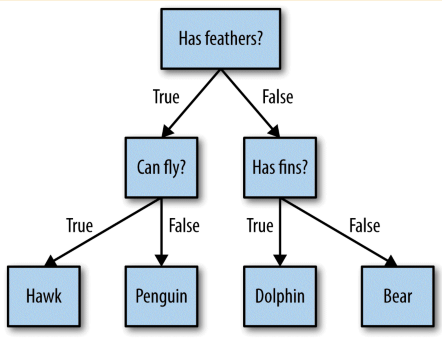 Has feathers?
True
False
Can fly?
Has fins?
True
False
True
False
Hawk
Penguin
Dolphin
Bear